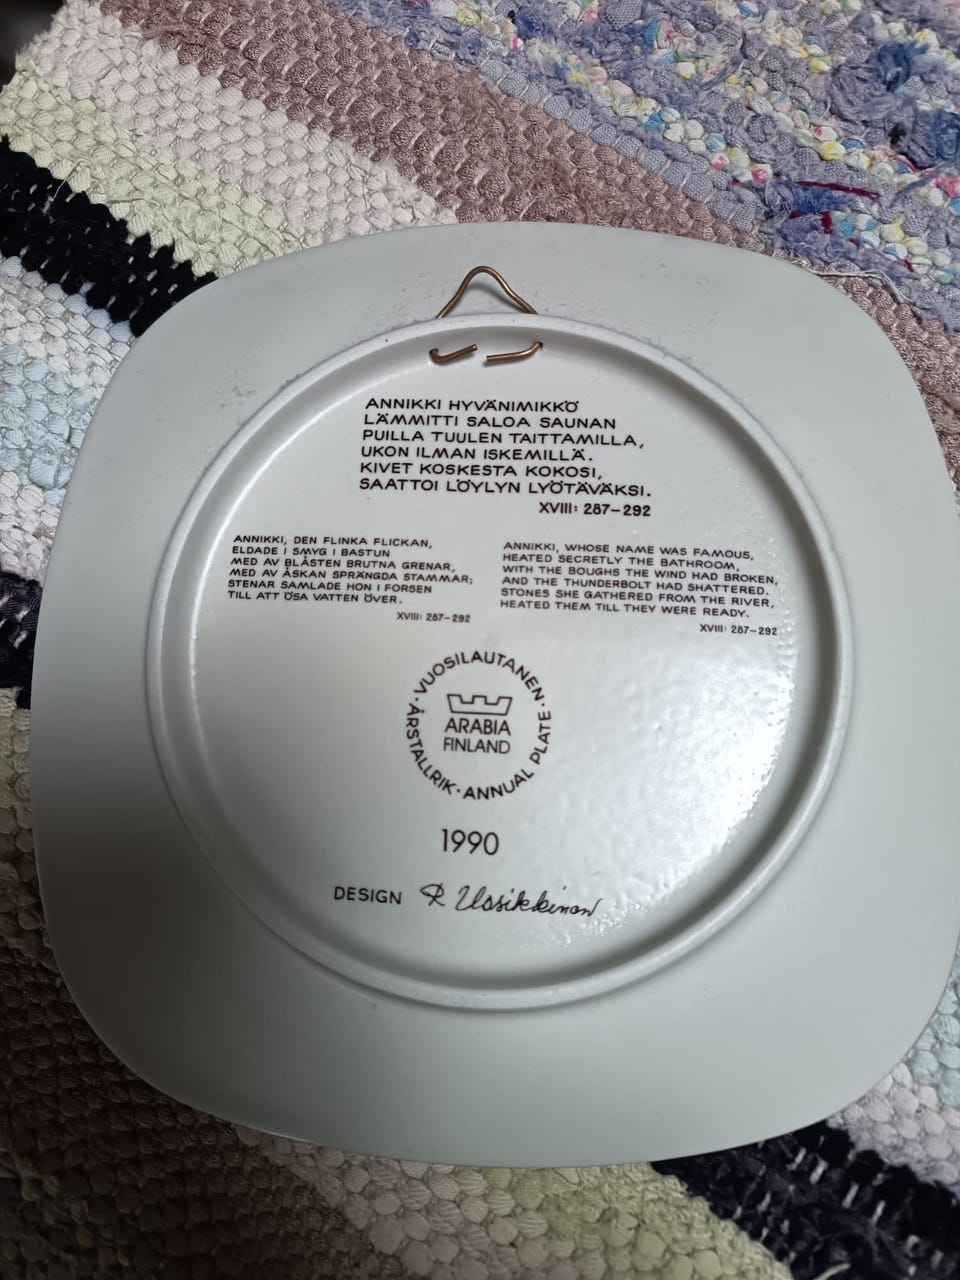 ANNIKKI HYVÄNIMIKKÖ
LÄMMITTI SALOA SAUNAN
PUILLA TUULEN TAITTAMILLA,
UKON ILMAN ISKEMILLÄ.
KIVET KOSKESTA KOKOSI,
SAATTOI LÖYLYN LYÖTÄVÄKSI.
XVIII: 287-292
ANNIKKI, DEN FLINKA FLICKAN,
ELDADE I SMYG I BASTUN
MED AV BLÅSTEN BRUTNA GRENAR,
MED AV ÅSKAN SPRÄNGDA STAMMAR;
STENAR SAMLADE HON I FORSEN
TILL ATT ÖSA VATTEN ÖVER.
XVIII: 287-292
ANNIKKI, WHOSE NAME WAS FAMOUS,
HEATED SECRETLY THE BATHROOM,
WITH THE BOUGHS THE WIND HAD BROKEN,
AND THE THUNDERBOLT HAD SHATTERED.
STONES SHE GATHERED FROM THE RIVER,
HEATED THEM TILL THEY WERE READY.
XVIII: 287-292
· VUOSILAUTANEN · ANNUAL PLATE · ÅRSTALLRIK
ARABIA
FINLAND
1990
DESIGN R Uosikkinen